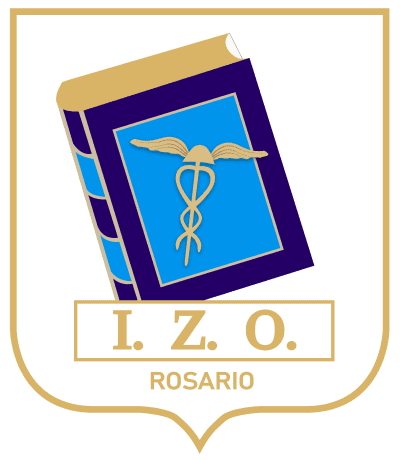 I. Z. O.
ROSARIO